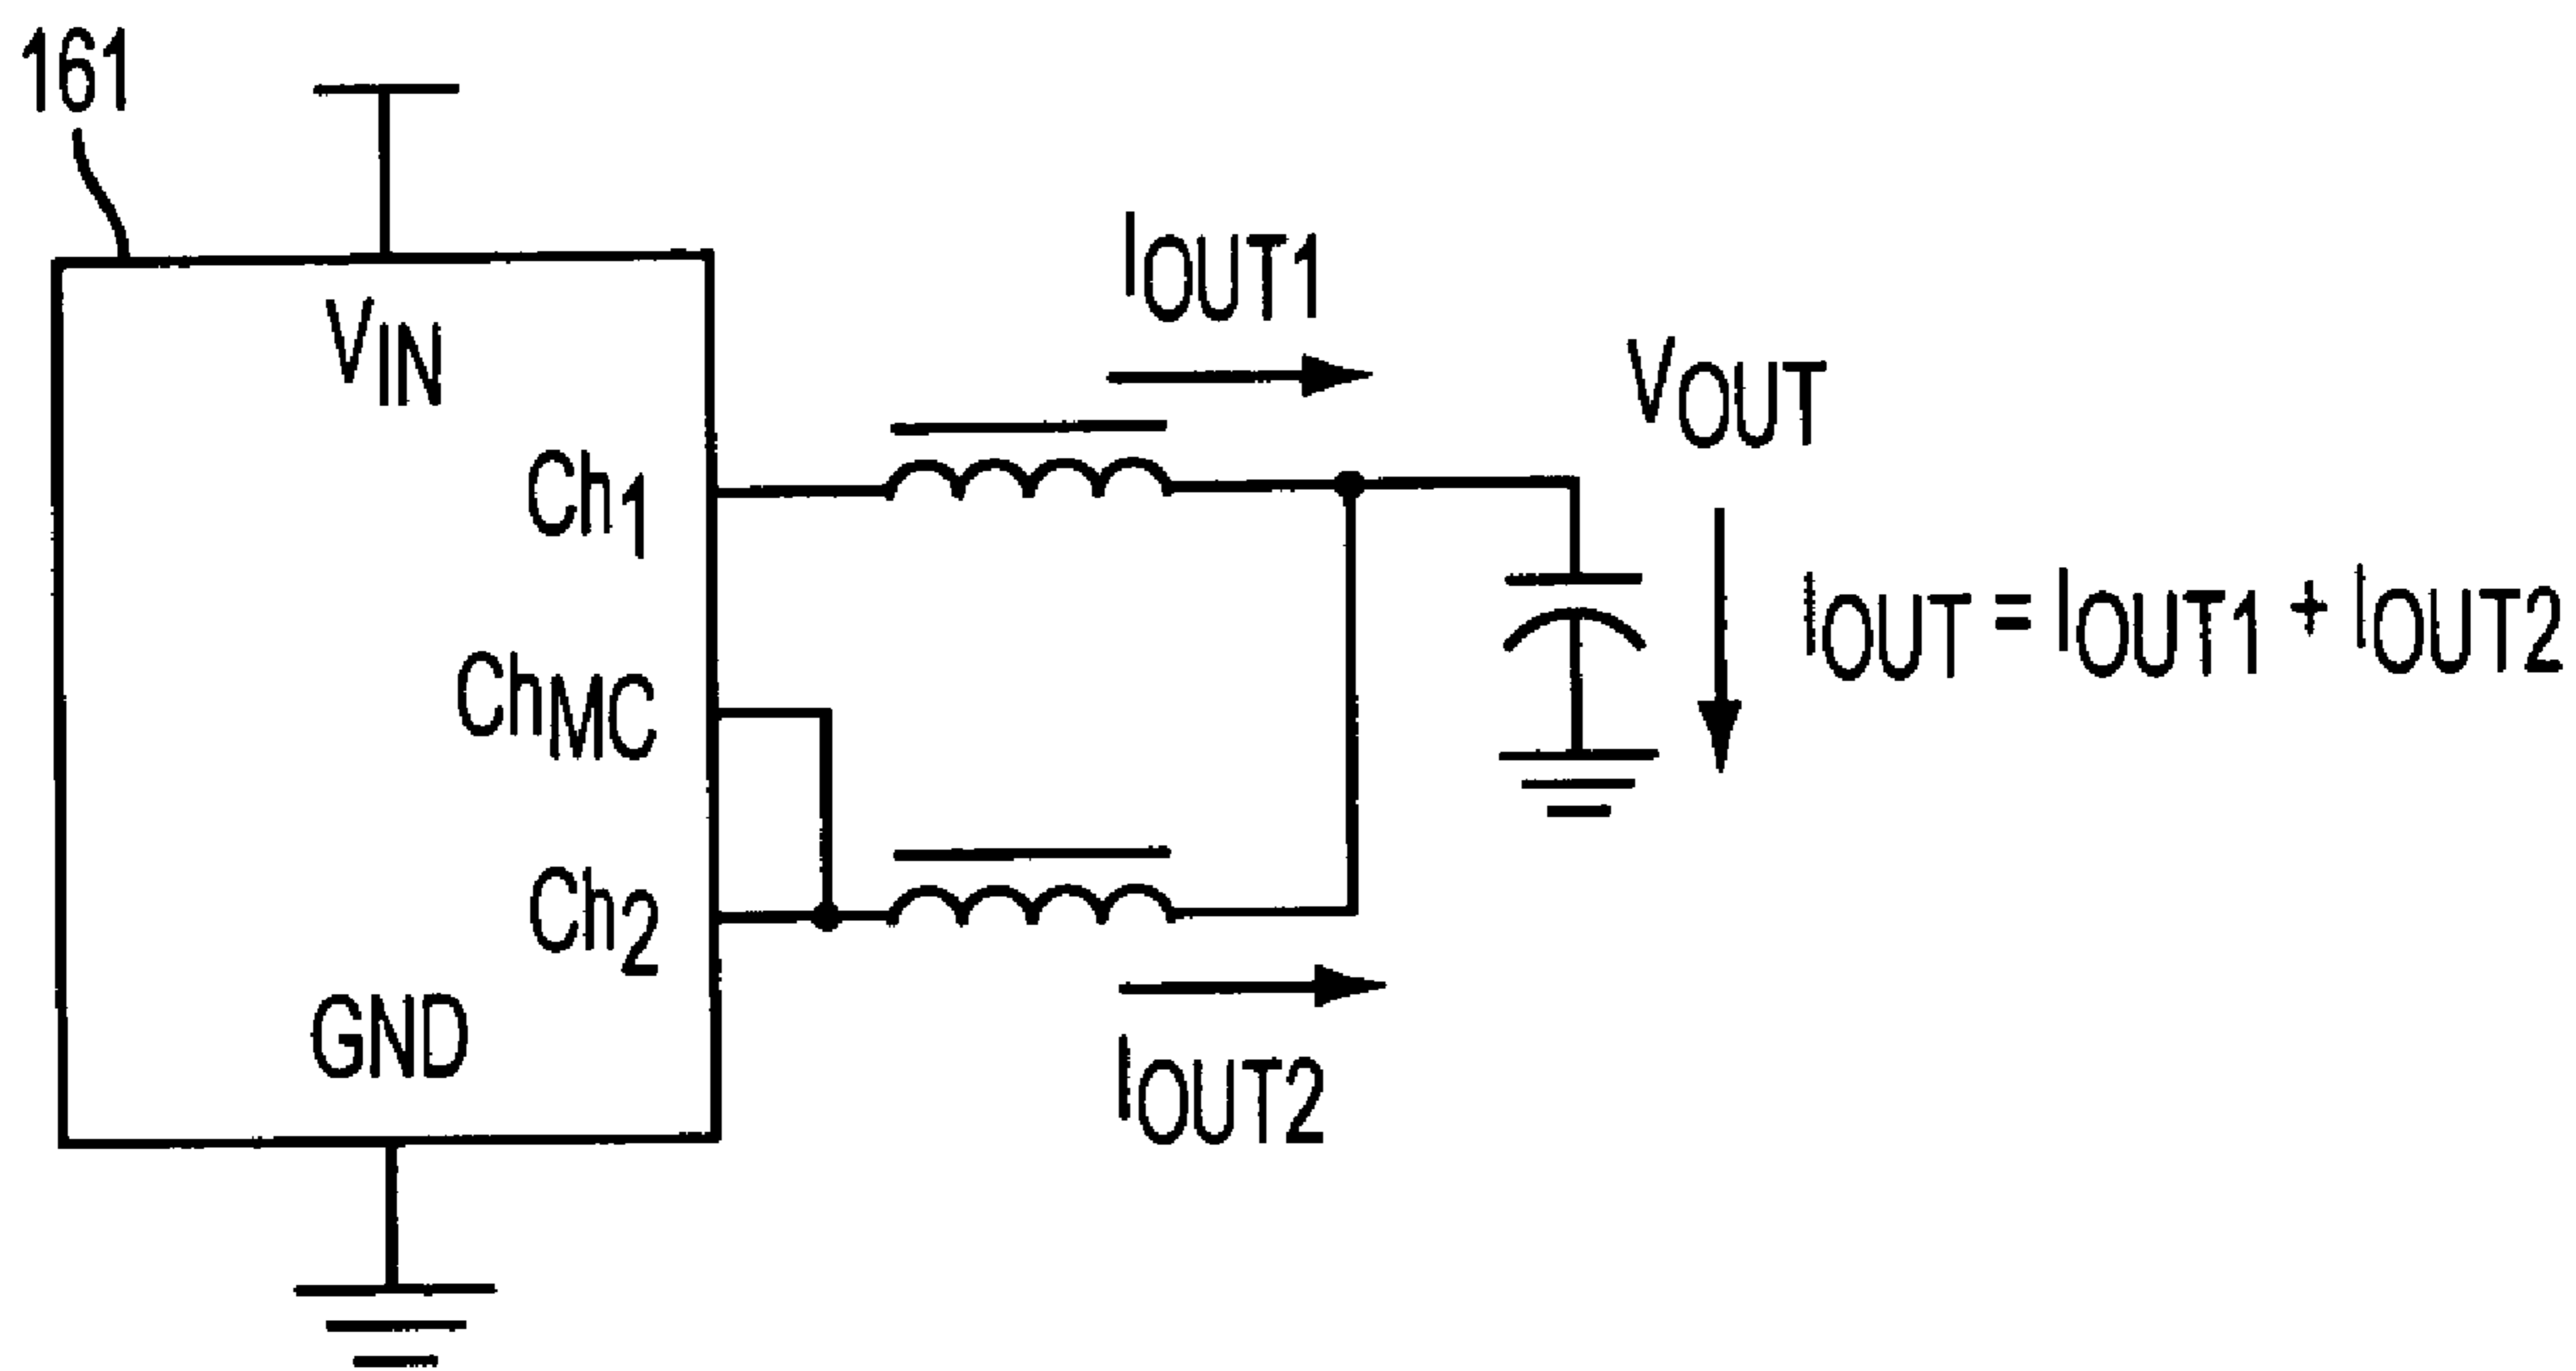 161
VIN
IOUT1
VOUT
Ch1
IOUT = IOUT1 + IOUT2
ChMC
Ch2
GND
IOUT2